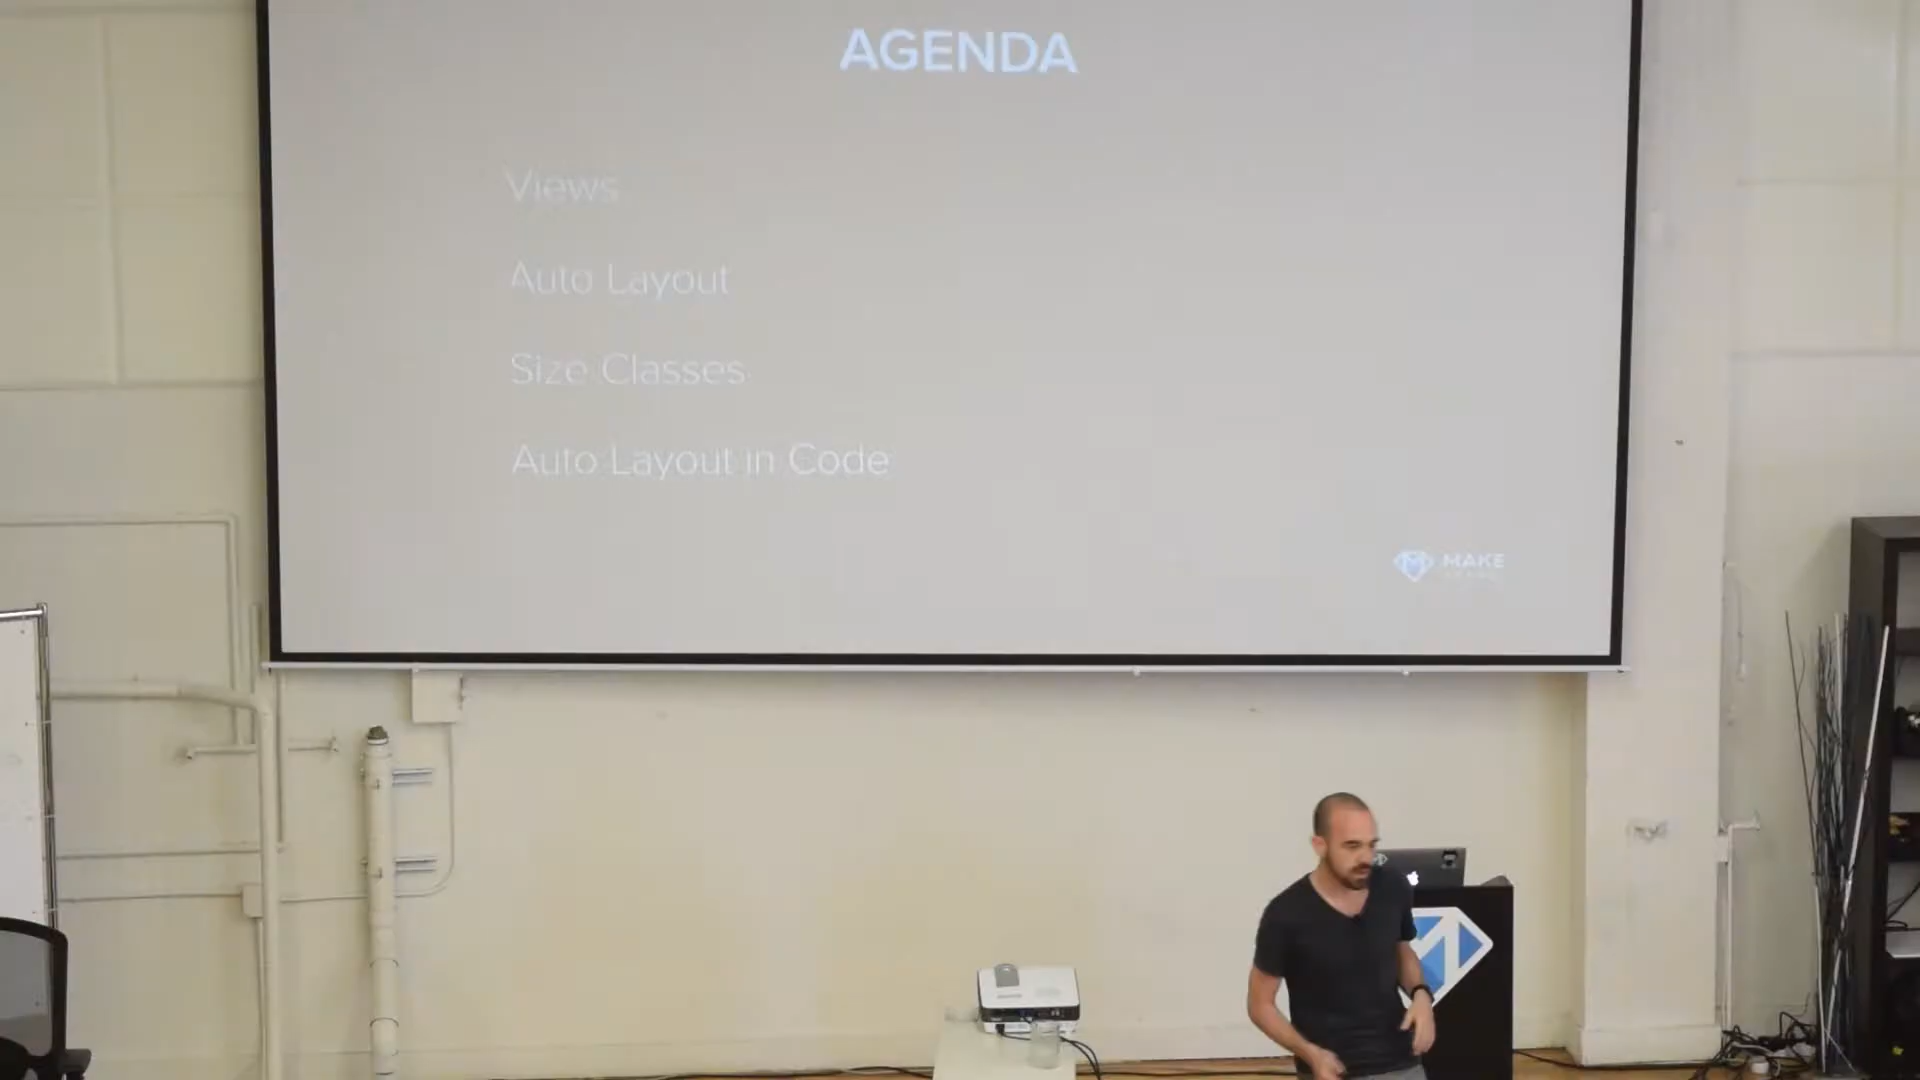 AGENDA
Views
Auto Layout
Size Classes
Auto Layout in Code
MAKE